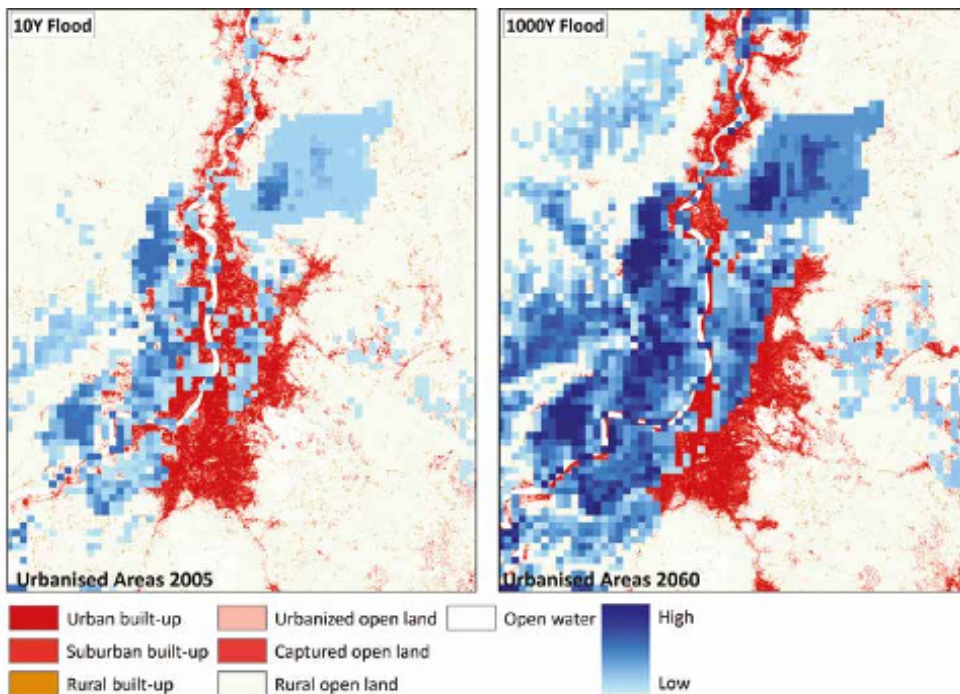 10Y Flood
1000Y Flood
Urbanised Areas 2005
Urbanised Areas 2060
Urban built-up
Urbanized open land
Open water
High
Suburban built-up
Captured open land
Rural built-up
Rural open land
Low